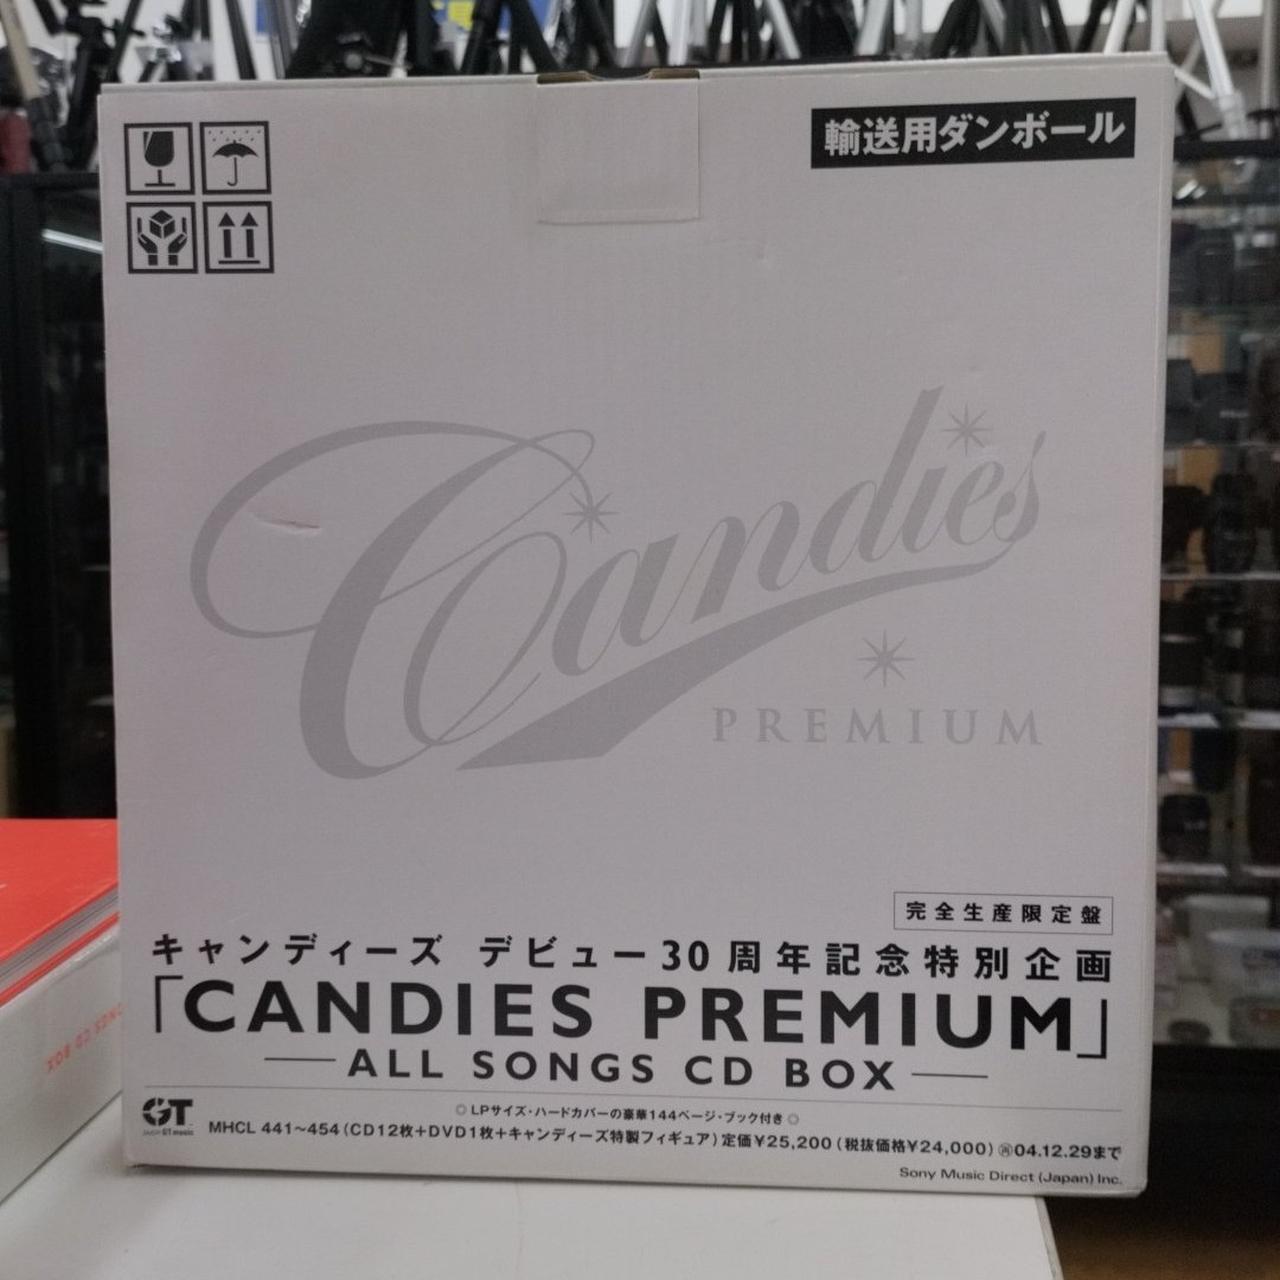 輸送用ダンボール
Candies
PREMIUM
完全生産限定盤
キャンディーズ デビュー30周年記念特別企画
「CANDIES PREMIUM」
ALL SONGS CD BOX
◎LPサイズ・ハードカバーの豪華144ページ・ブック付き◎
GT music
MHCL 441〜454(CD12枚+DVD1枚+キャンディーズ特製フィギュア)定価¥25,200(税抜価格¥24,000)㋐04.12.29まで
Sony Music Direct (Japan) Inc.
CD BOX